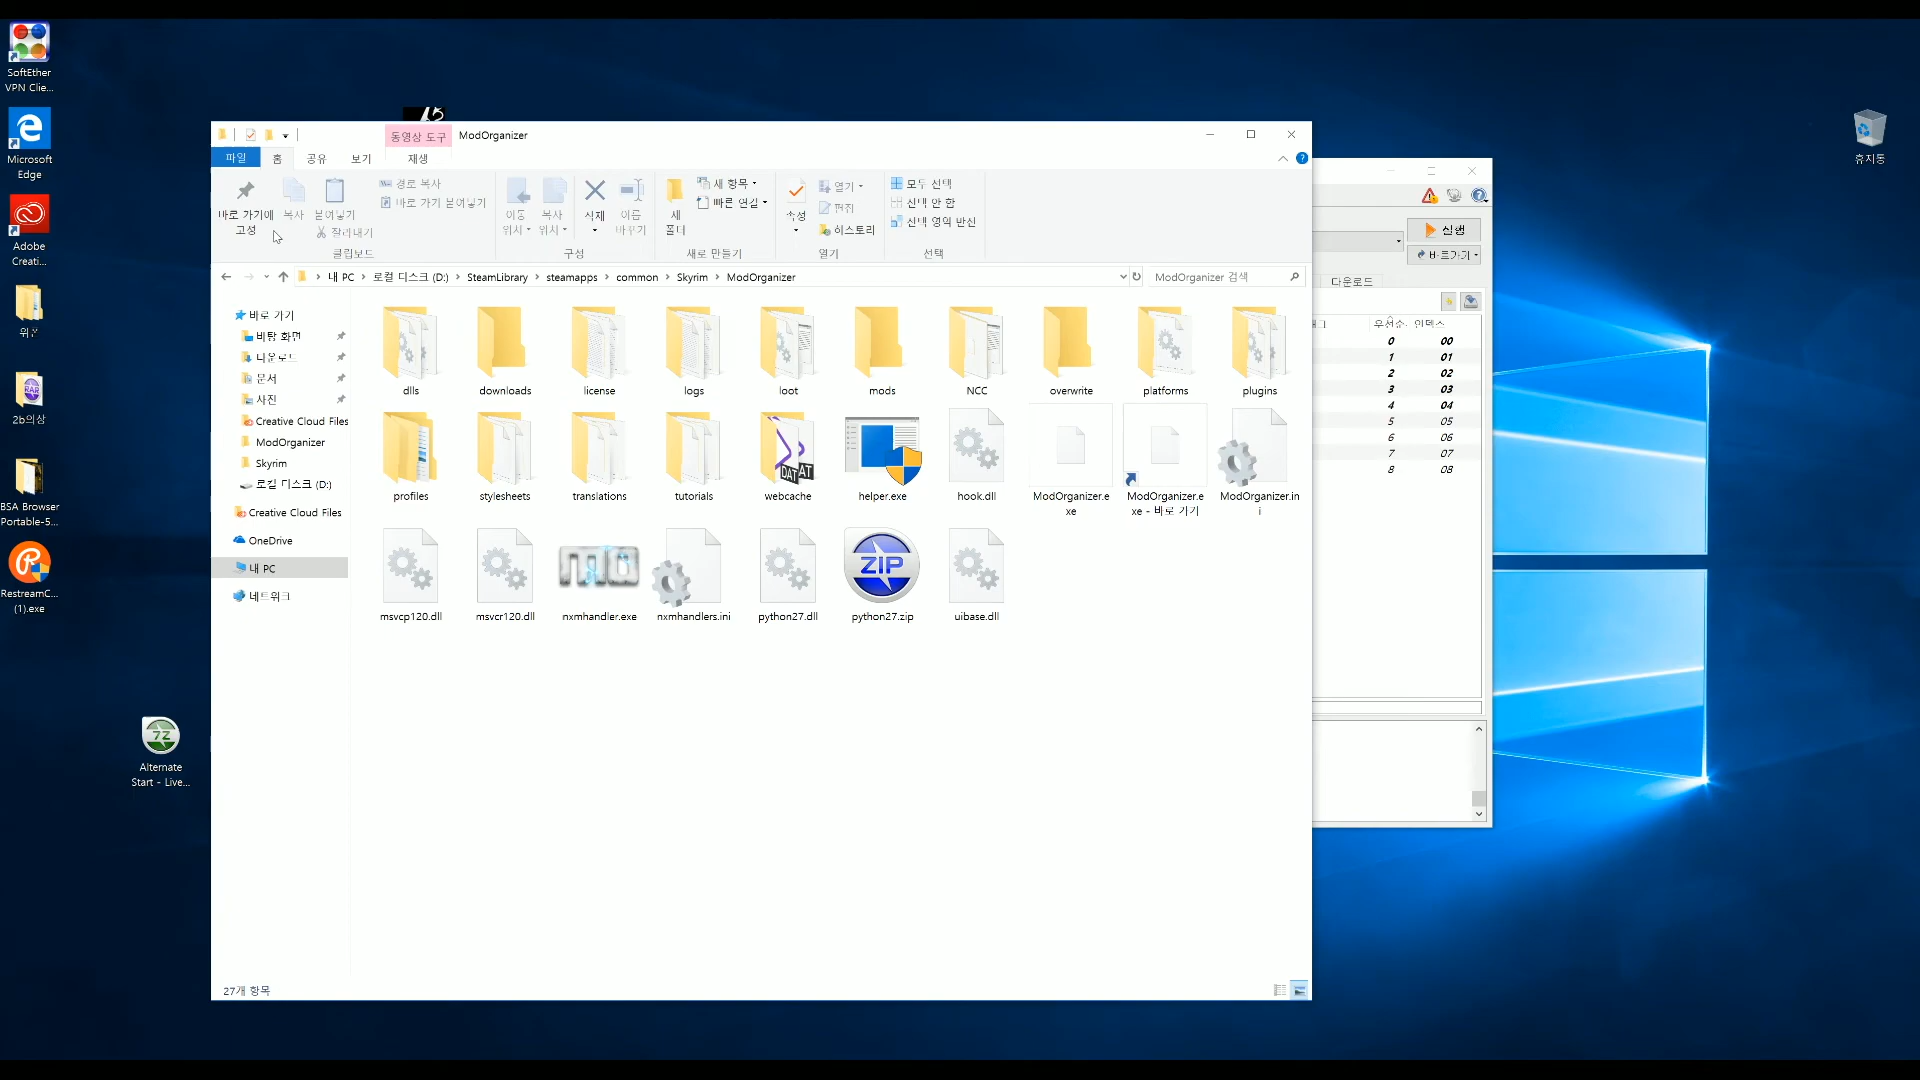 SoftEther
VPN Clie...
Microsoft
Edge
Adobe
Creati...
위폰
2b의상
BSA Browser
Portable-5...
RestreamC...
(1).exe
Alternate
Start - Live...
휴지통
동영상 도구
ModOrganizer
파일
홈
공유
보기
재생
바로 가기에
고정
복사
붙여넣기
경로 복사
바로 가기 붙여넣기
잘라내기
클립보드
이동
위치
복사
위치
삭제
이름
바꾸기
구성
새
폴더
새 항목
빠른 연결
새로 만들기
속성
열기
편집
히스토리
열기
모두 선택
선택 안 함
선택 영역 반전
선택
내 PC > 로컬 디스크 (D:) > SteamLibrary > steamapps > common > Skyrim > ModOrganizer
ModOrganizer 검색
바로 가기
바탕 화면
다운로드
문서
사진
Creative Cloud Files
ModOrganizer
Skyrim
로컬 디스크 (D:)
Creative Cloud Files
OneDrive
내 PC
네트워크
dlls
downloads
license
logs
loot
mods
NCC
overwrite
platforms
plugins
profiles
stylesheets
translations
tutorials
webcache
helper.exe
hook.dll
ModOrganizer.e
xe
ModOrganizer.e
xe - 바로 가기
ModOrganizer.in
i
msvcp120.dll
msvcr120.dll
nxmhandler.exe
nxmhandlers.ini
python27.dll
python27.zip
uibase.dll
27개 항목
실행
바로가기
다운로드
우선순. 인덱스
0 00
1 01
2 02
3 03
4 04
5 05
6 06
7 07
8 08